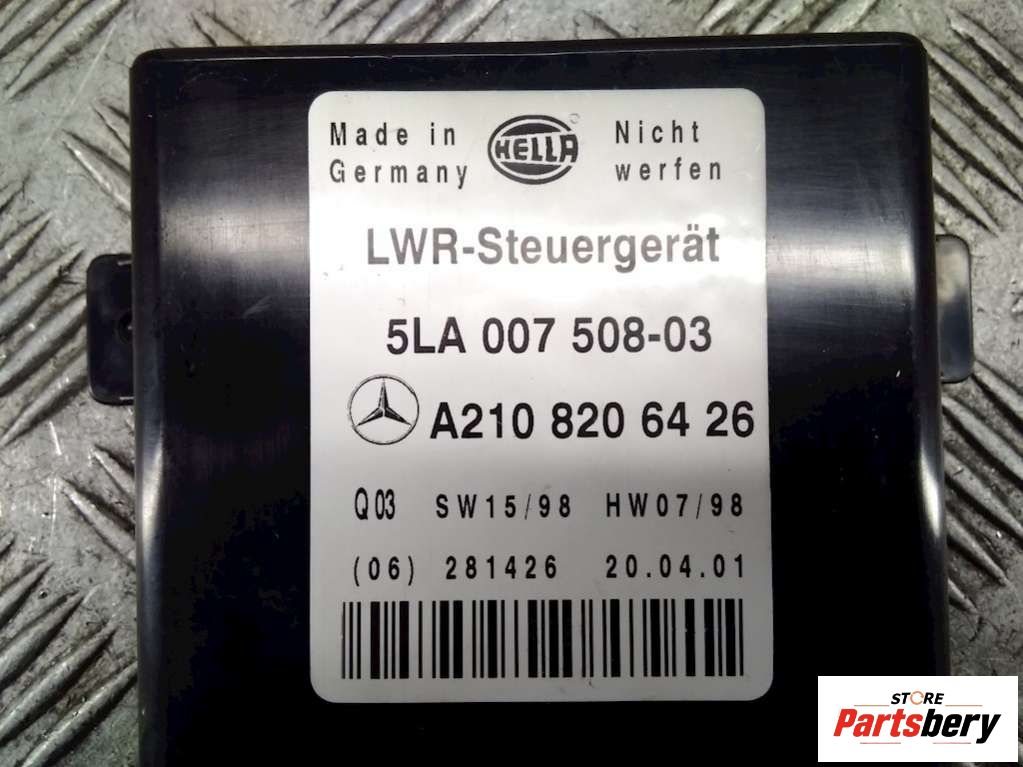 Made in
Germany
HELLA
Nicht
werfen
LWR-Steuergerät
5LA 007 508-03
A210 820 64 26
Q03 SW15/98 HW07/98
(06) 281426 20.04.01
STORE
Partsbery